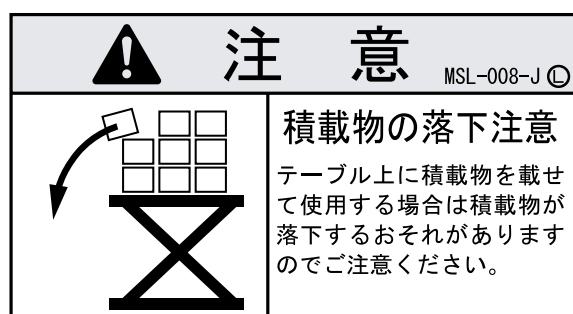 注意 MSL-008-J Ⓛ
積載物の落下注意
テーブル上に積載物を載せ
て使用する場合は積載物が
落下するおそれがあります
のでご注意ください。